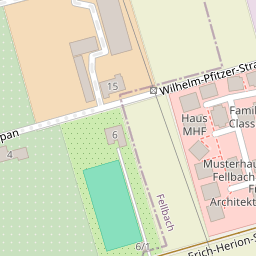 Wilhelm-Pfitzer-Stra
15
Haus
MHF
Famil
Class
pan
6
4
Musterhau
Fellbach
Fr
Architekt
Fellbach
6/1
Erich-Herion-S